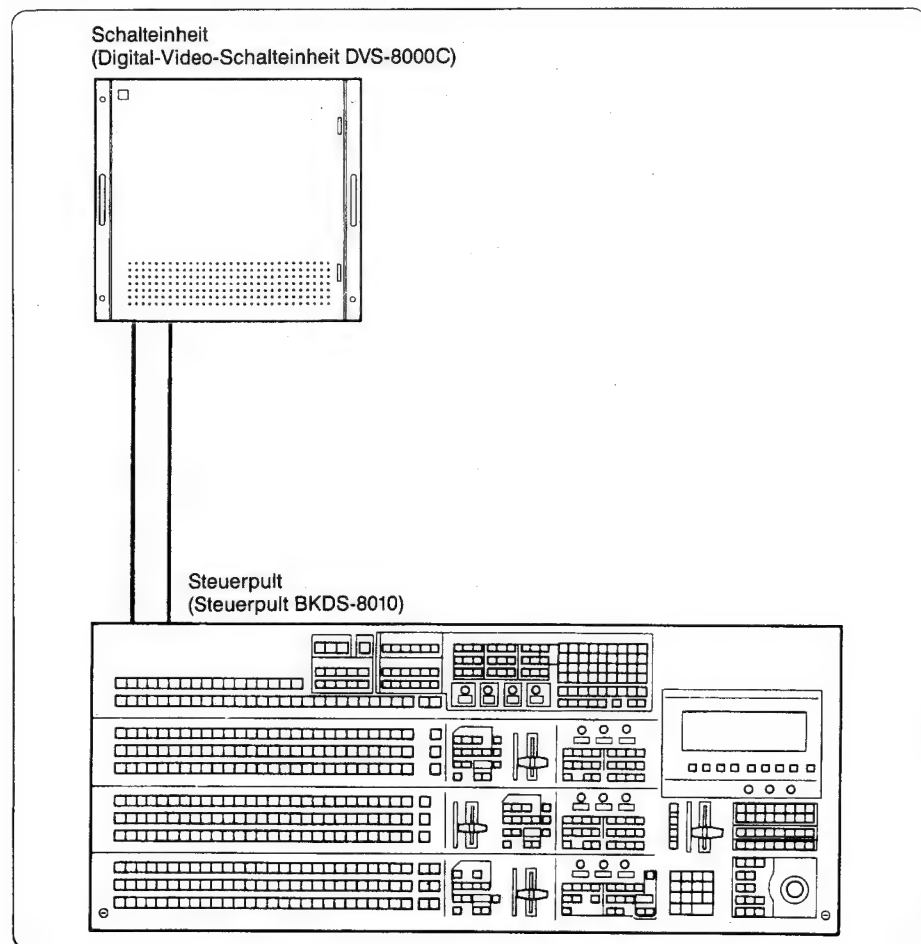 Schalteinheit
(Digital-Video-Schalteinheit DVS-8000C)
Steuerpult
(Steuerpult BKDS-8010)